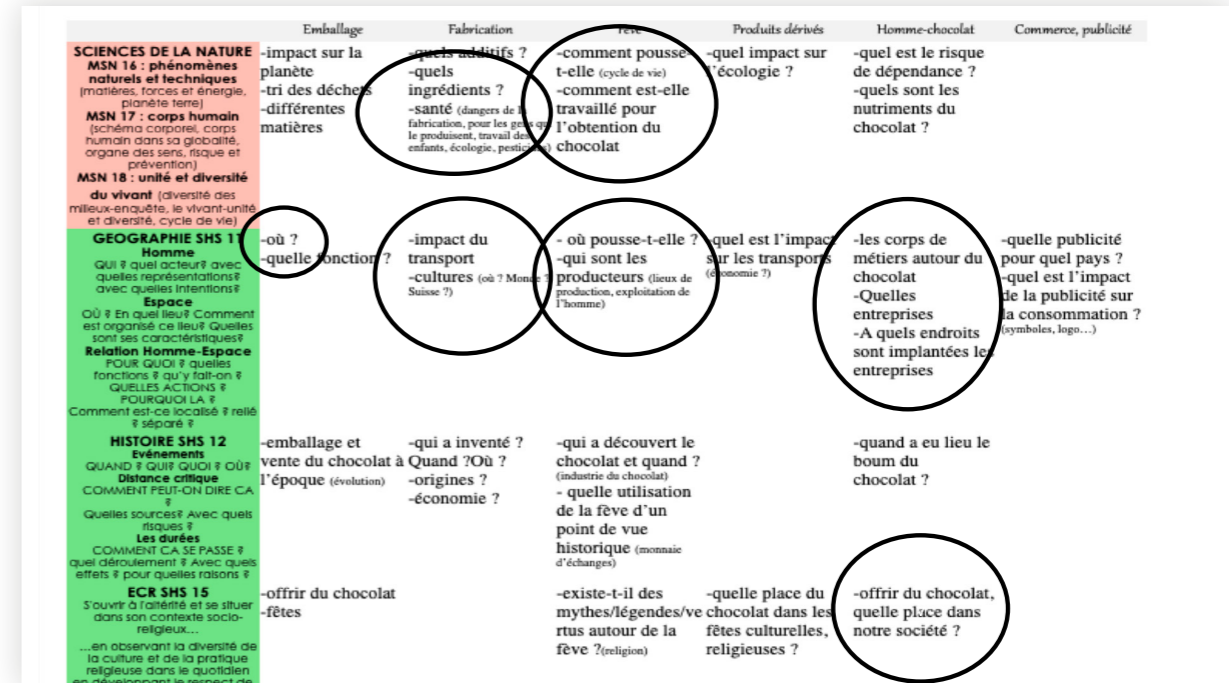 Emballage Fabrication Fève Produits dérivés Homme-chocolat Commerce, publicité
SCIENCES DE LA NATURE
MSN 16 : phénomènes
naturels et techniques
(matières, forces et énergie,
planète terre)
MSN 17 : corps humain
(schéma corporel, corps
humain dans sa globalité,
organe des sens, risque et
prévention)
MSN 18 : unité et diversité
du vivant (diversité des
milieux-enquête, le vivant-unité
et diversité, cycle de vie)
-impact sur la
planète
-tri des déchets
-différentes
matières
-quels additifs ?
-quels
ingrédients ?
-santé (dangers de la
fabrication, pour les gens qui
le produisent, travail des
enfants, écologie, pesticides)
-comment pousse-
t-elle (cycle de vie)
-comment est-elle
travaillé pour
l'obtention du
chocolat
-quel impact sur
l'écologie ?
-quel est le risque
de dépendance ?
-quels sont les
nutriments du
chocolat ?
GEOGRAPHIE SHS 11
Homme
QUI ? quel acteur? avec
quelles représentations?
avec quelles intentions?
Espace
OÙ ? En quel lieu? Comment
est organisé ce lieu? Quelles
sont ses caractéristiques?
Relation Homme-Espace
POUR QUOI ? quelles
fonctions ? qu'y fait-on ?
QUELLES ACTIONS ?
POURQUOI LA ?
Comment est-ce localisé ? relié
? séparé ?
-où ?
-quelle fonction ?
-impact du
transport
-cultures (où ? Monde ?
Suisse ?)
- où pousse-t-elle ?
-qui sont les
producteurs (lieux de
production, exploitation de
l'homme)
-quel est l'impact
sur les transports
(économie ?)
-les corps de
métiers autour du
chocolat
-Quelles
entreprises
-A quels endroits
sont implantées les
entreprises
-quelle publicité
pour quel pays ?
-quel est l'impact
de la publicité sur
la consommation ?
(symboles, logo…)
HISTOIRE SHS 12
Evénements
QUAND ? QUI? QUOI ? OÙ?
Distance critique
COMMENT PEUT-ON DIRE CA
?
Quelles sources? Avec quels
risques ?
Les durées
COMMENT CA SE PASSE ?
quel déroulement ? Avec quels
effets ? pour quelles raisons ?
-emballage et
vente du chocolat à
l'époque (évolution)
-qui a inventé ?
Quand ?Où ?
-origines ?
-économie ?
-qui a découvert le
chocolat et quand ?
(industrie du chocolat)
- quelle utilisation
de la fève d'un
point de vue
historique (monnaie
d'échanges)
-quand a eu lieu le
boum du
chocolat ?
ECR SHS 15
S'ouvrir à l'altérité et se situer
dans son contexte socio-
religieux…
…en observant la diversité de
la culture et de la pratique
religieuse dans le quotidien
en développant le respect de
-offrir du chocolat
-fêtes
-existe-t-il des
mythes/légendes/ve
rtus autour de la
fève ?(religion)
-quelle place du
chocolat dans les
fêtes culturelles,
religieuses ?
-offrir du chocolat,
quelle place dans
notre société ?